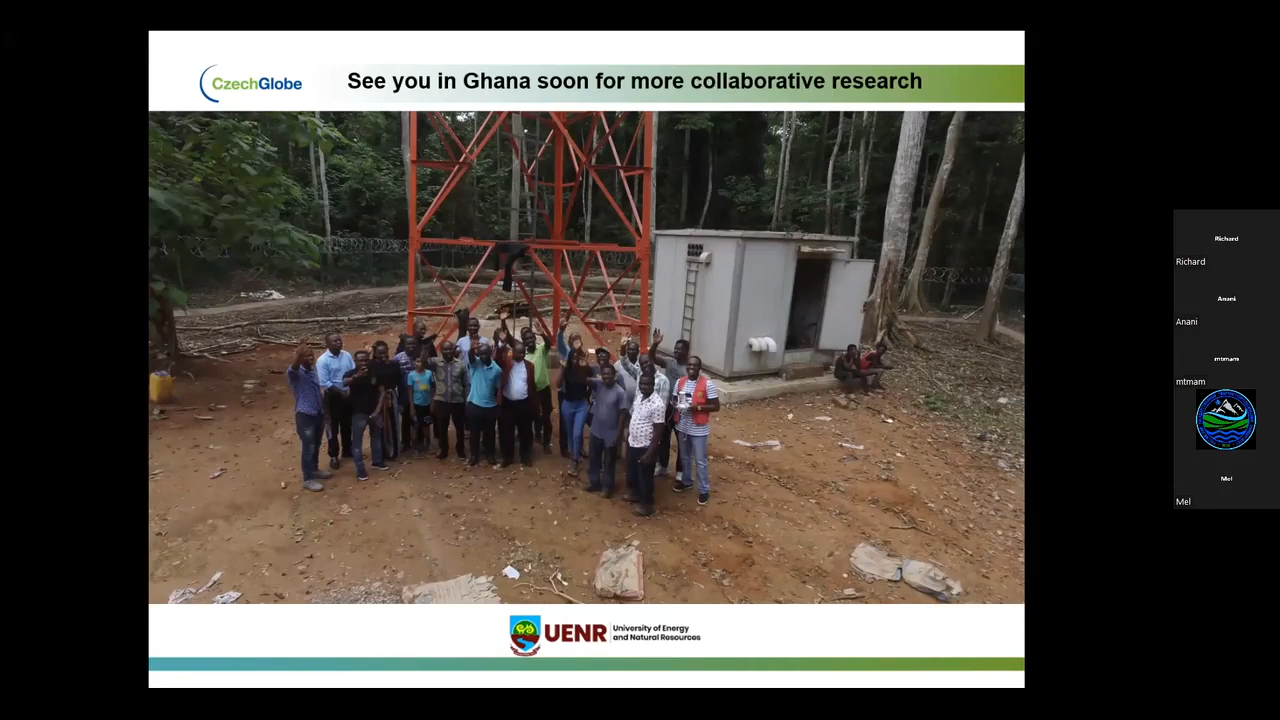 CzechGlobe
See you in Ghana soon for more collaborative research
UENR
University of Energy
and Natural Resources
Richard
Richard
Anani
Anani
mtmam
mtmam
Mel
Mel